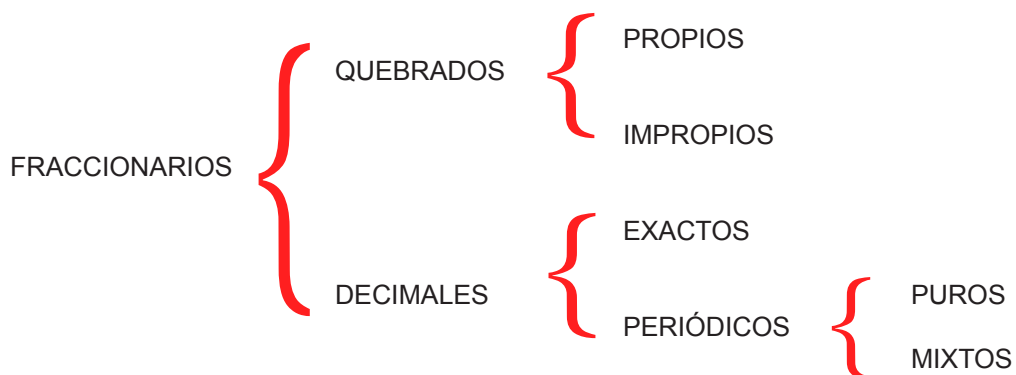 FRACCIONARIOS
QUEBRADOS
PROPIOS
IMPROPIOS
DECIMALES
EXACTOS
PERIÓDICOS
PUROS
MIXTOS